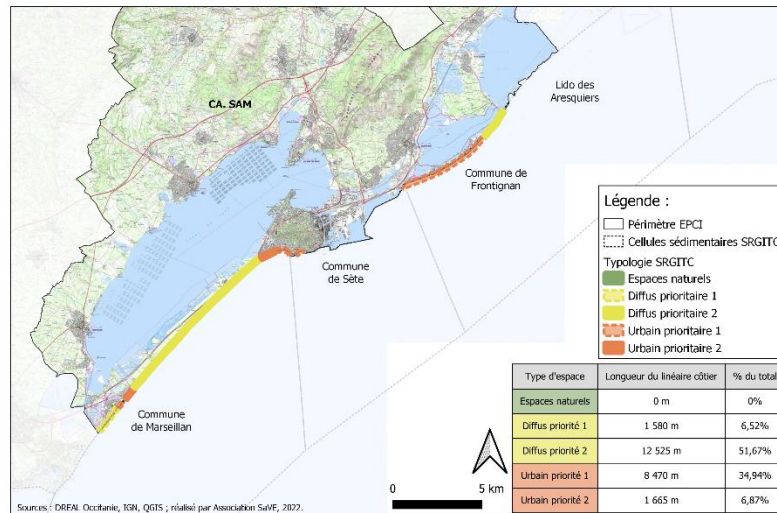 CA. SAM
Lido des
Aresquiers
Commune de
Frontignan
Commune
de Sète
Commune
de Marseillan
Légende :
Périmètre EPCI
Cellules sédimentaires SRGITC
Typologie SRGITC
Espaces naturels
Diffus prioritaire 1
Diffus prioritaire 2
Urbain prioritaire 1
Urbain prioritaire 2
Type d'espace Longueur du linéaire côtier % du total
Espaces naturels 0 m 0%
Diffus priorité 1 1 580 m 6,52%
Diffus priorité 2 12 525 m 51,67%
Urbain priorité 1 8 470 m 34,94%
Urbain priorité 2 1 665 m 6,87%
0 5 km
Sources : DREAL Occitanie, IGN, QGIS ; réalisé par Association SaVE, 2022.